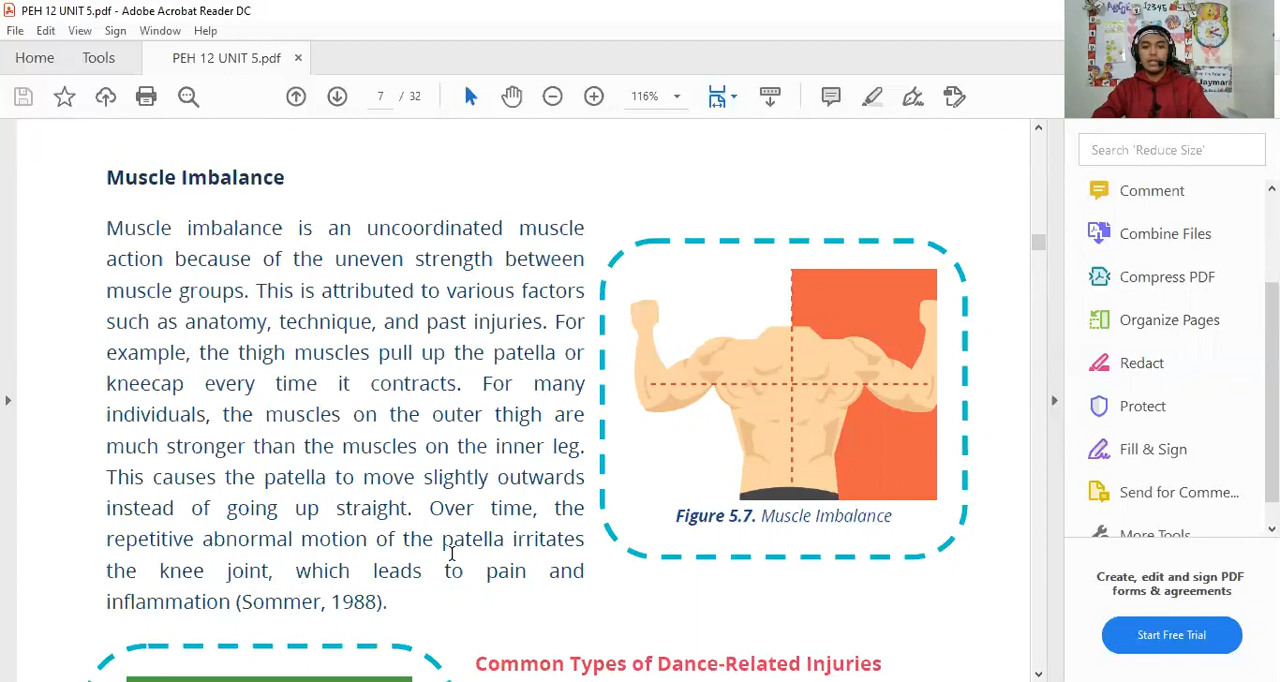 PEH 12 UNIT 5.pdf - Adobe Acrobat Reader DC
File Edit View Sign Window Help
Home Tools PEH 12 UNIT 5.pdf ×
7 / 32 116%
Muscle Imbalance
Muscle imbalance is an uncoordinated muscle
action because of the uneven strength between
muscle groups. This is attributed to various factors
such as anatomy, technique, and past injuries. For
example, the thigh muscles pull up the patella or
kneecap every time it contracts. For many
individuals, the muscles on the outer thigh are
much stronger than the muscles on the inner leg.
This causes the patella to move slightly outwards
instead of going up straight. Over time, the
repetitive abnormal motion of the patella irritates
the knee joint, which leads to pain and
inflammation (Sommer, 1988).
Figure 5.7. Muscle Imbalance
Common Types of Dance-Related Injuries
Search 'Reduce Size'
Comment
Combine Files
Compress PDF
Organize Pages
Redact
Protect
Fill & Sign
Send for Comme...
More Tools
Create, edit and sign PDF
forms & agreements
Start Free Trial
12345
Jaymar